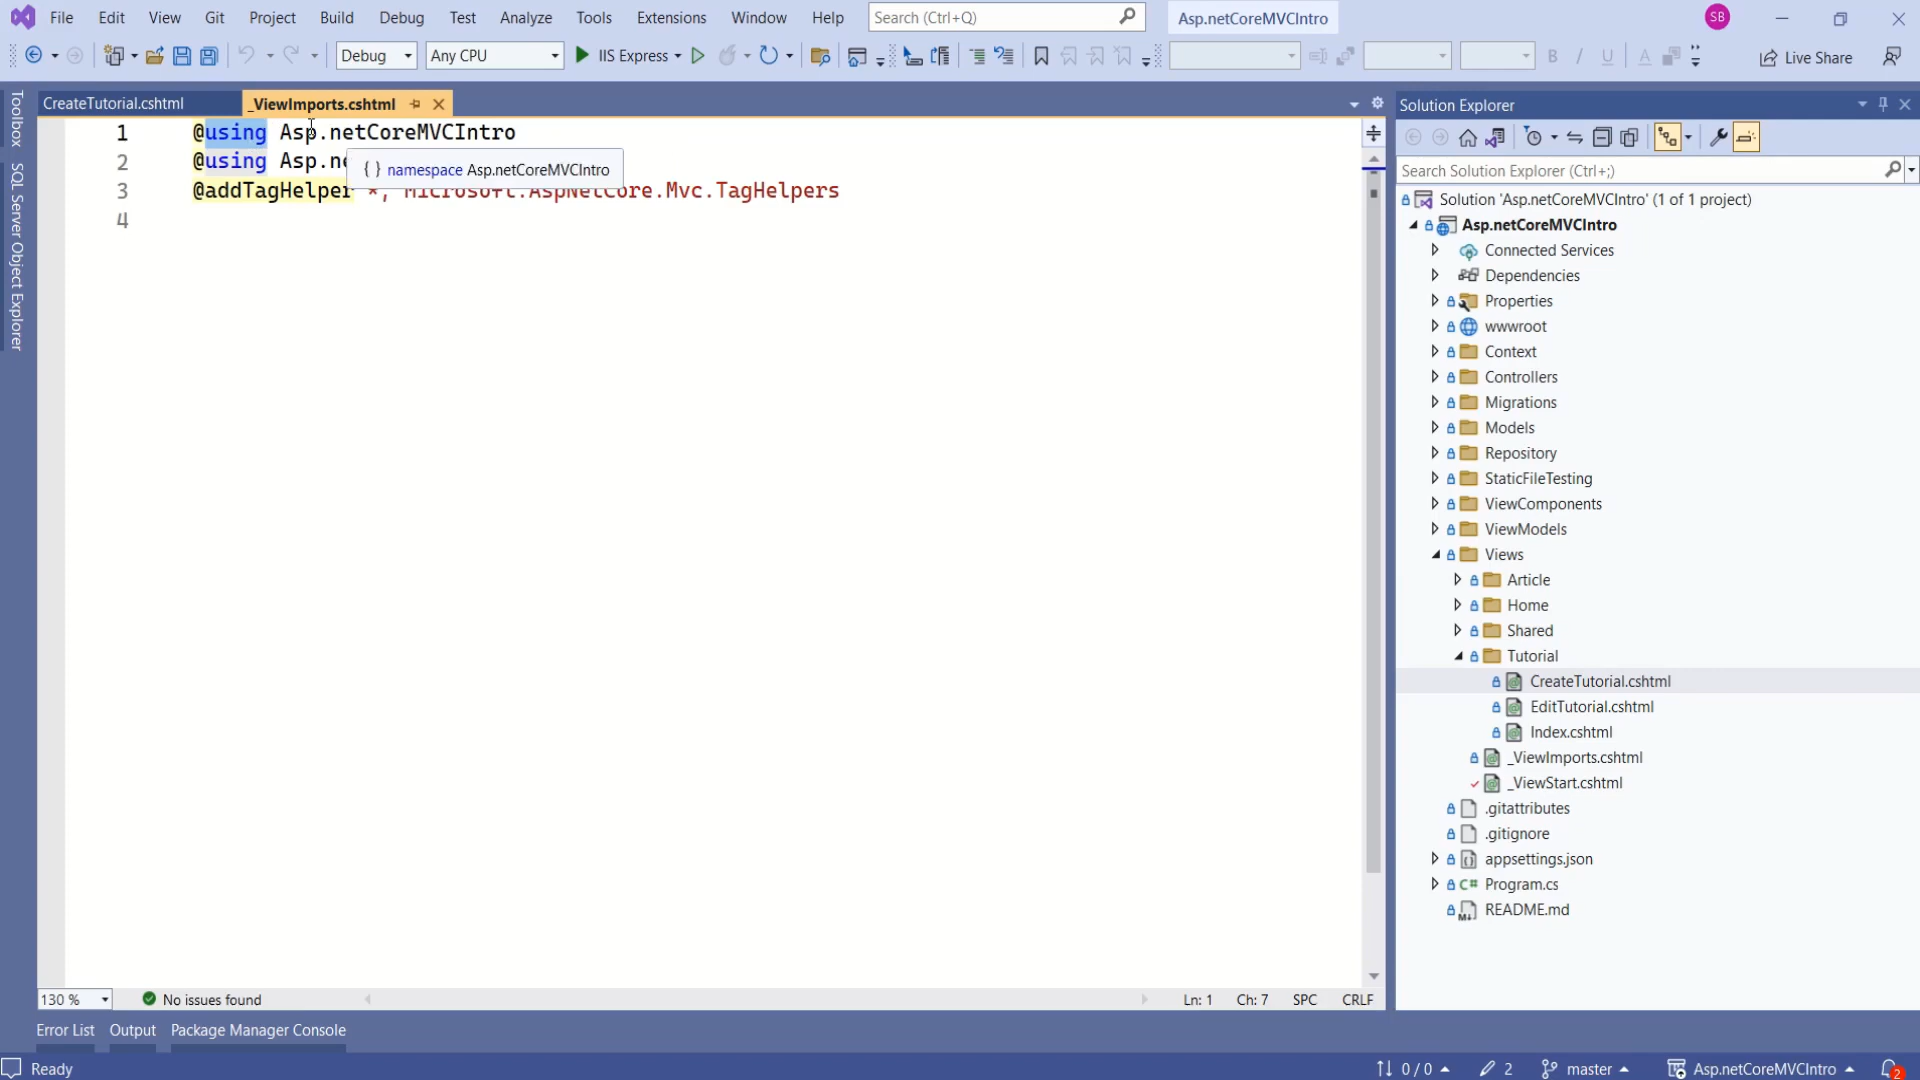 File Edit View Git Project Build Debug Test Analyze Tools Extensions Window Help Search (Ctrl+Q) Asp.netCoreMVCIntro SB
Debug Any CPU IIS Express Live Share
Toolbox
SQL Server Object Explorer
CreateTutorial.cshtml _ViewImports.cshtml
1 @using Asp.netCoreMVCIntro
2 @using Asp.ne
{ } namespace Asp.netCoreMVCIntro
3 @addTagHelper *, Microsoft.AspNetCore.Mvc.TagHelpers
4
130 % No issues found Ln: 1 Ch: 7 SPC CRLF
Solution Explorer
Search Solution Explorer (Ctrl+;)
Solution 'Asp.netCoreMVCIntro' (1 of 1 project)
Asp.netCoreMVCIntro
Connected Services
Dependencies
Properties
wwwroot
Context
Controllers
Migrations
Models
Repository
StaticFileTesting
ViewComponents
ViewModels
Views
Article
Home
Shared
Tutorial
CreateTutorial.cshtml
EditTutorial.cshtml
Index.cshtml
_ViewImports.cshtml
_ViewStart.cshtml
.gitattributes
.gitignore
appsettings.json
C# Program.cs
README.md
Error List Output Package Manager Console
Ready 0 / 0 2 master Asp.netCoreMVCIntro 2